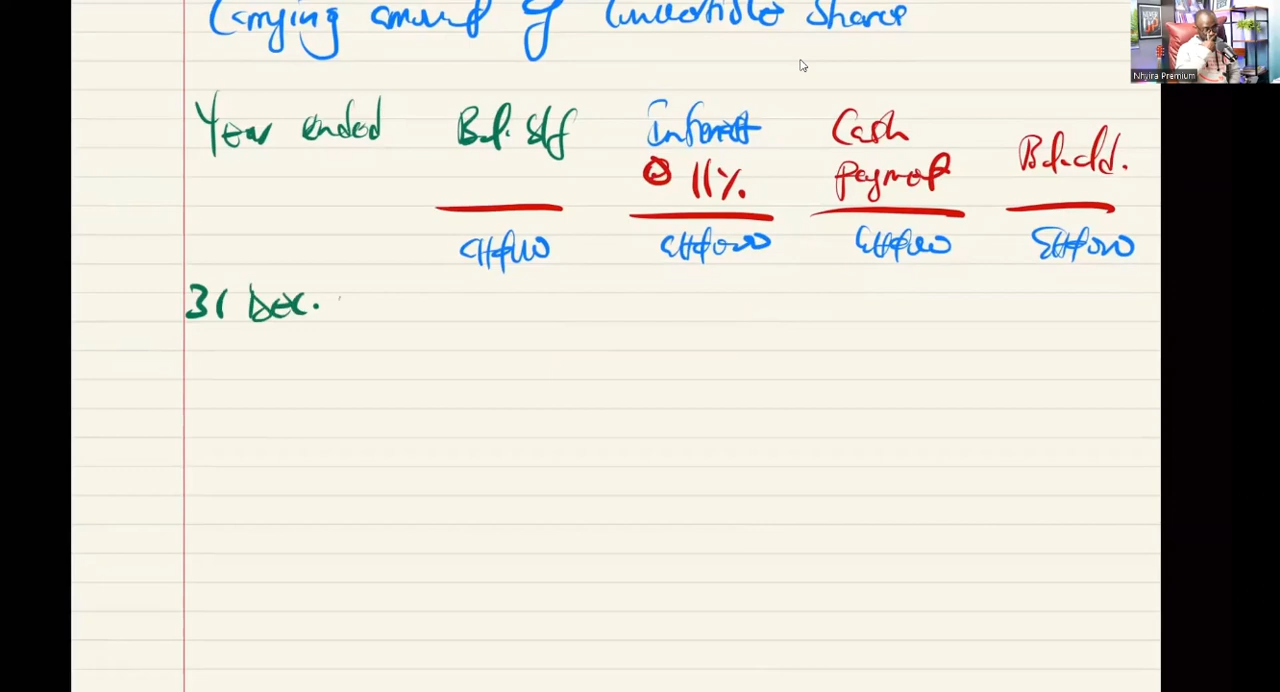 Carrying amount of Convertible Shares
Year ended Bal. b/f Interest Cash Bal. c/d.
@ 11% payment
GH¢000 GH¢000 GH¢000 GH¢000
31 Dec.
Nhyira Premium